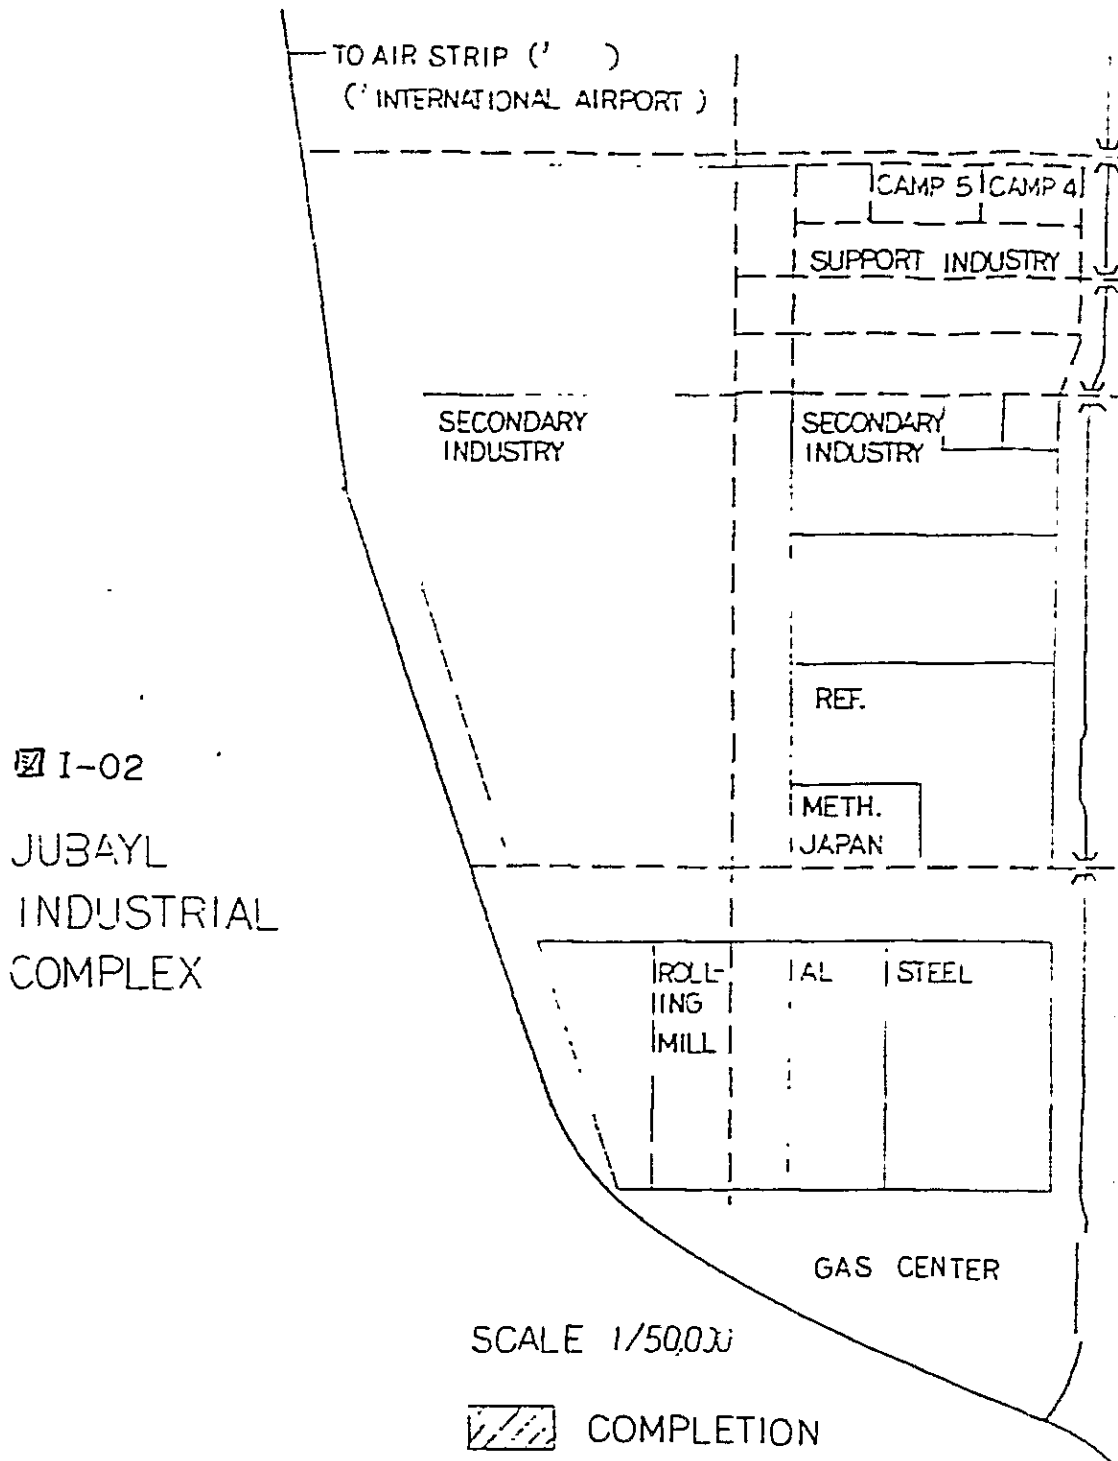 TO AIR STRIP (' )
(' INTERNATIONAL AIRPORT )
CAMP 5
CAMP 4
SUPPORT INDUSTRY
SECONDARY
INDUSTRY
SECONDARY
INDUSTRY
REF.
METH.
JAPAN
図 I-02
JUBAYL
INDUSTRIAL
COMPLEX
ROLL-
ING
MILL
AL
STEEL
GAS CENTER
SCALE 1/50,000
COMPLETION